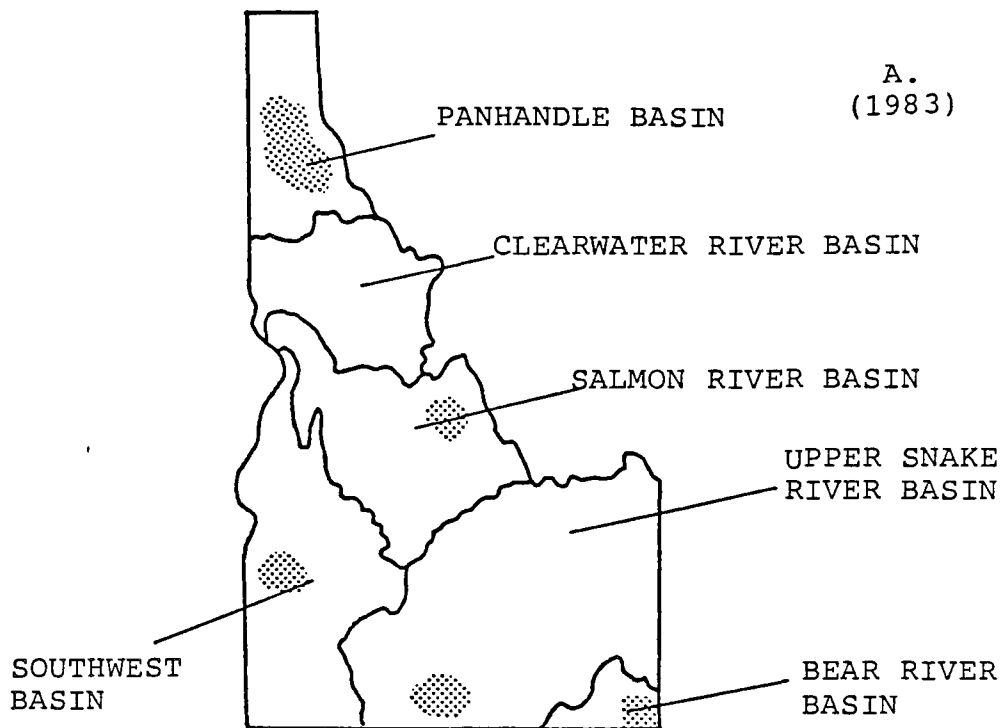 A.
(1983)
PANHANDLE BASIN
CLEARWATER RIVER BASIN
SALMON RIVER BASIN
UPPER SNAKE
RIVER BASIN
SOUTHWEST
BASIN
BEAR RIVER
BASIN